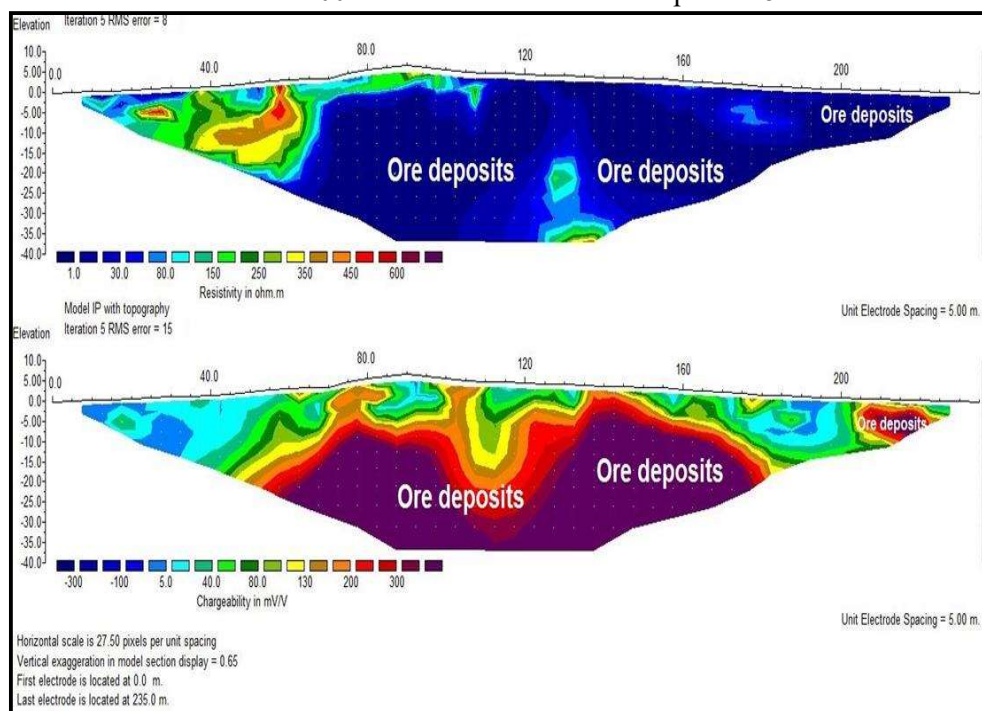 Elevation Iteration 5 RMS error = 8
10.0
5.00
0.0
-5.00
-10.0
-15.0
-20.0
-25.0
-30.0
-35.0
-40.0
0.0 40.0 80.0 120 160 200
Ore deposits
Ore deposits Ore deposits
1.0 30.0 80.0 150 250 350 450 600
Resistivity in ohm.m
Unit Electrode Spacing = 5.00 m.
Model IP with topography
Elevation Iteration 5 RMS error = 15
10.0
5.00
0.0
-5.00
-10.0
-15.0
-20.0
-25.0
-30.0
-35.0
-40.0
0.0 40.0 80.0 120 160 200
Ore deposits
Ore deposits Ore deposits
-300 -100 5.0 40.0 80.0 130 200 300
Chargeability in mV/V
Unit Electrode Spacing = 5.00 m.
Horizontal scale is 27.50 pixels per unit spacing
Vertical exaggeration in model section display = 0.65
First electrode is located at 0.0 m.
Last electrode is located at 235.0 m.